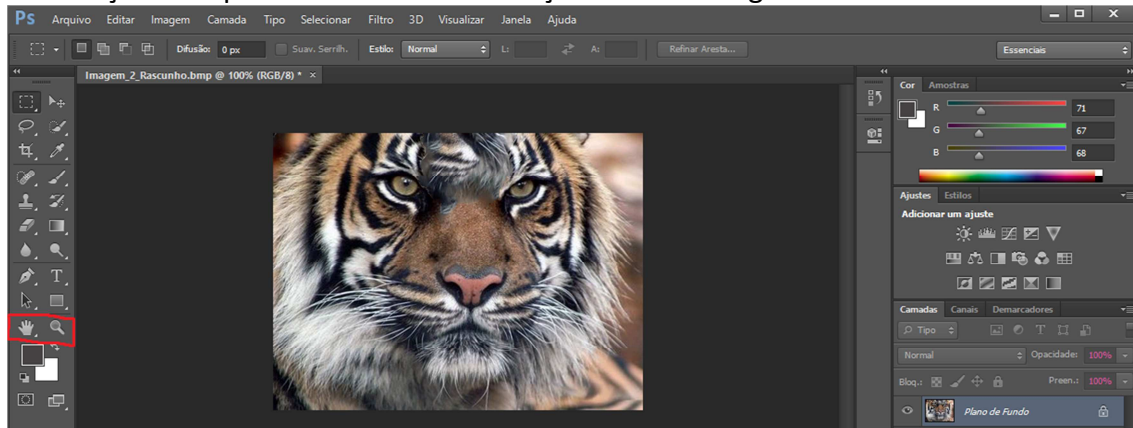 Ps Arquivo Editar Imagem Camada Tipo Selecionar Filtro 3D Visualizar Janela Ajuda
Difusão: 0 px Suav. Serrilh. Estilo: Normal L: A: Refinar Aresta... Essenciais
Imagem_2_Rascunho.bmp @ 100% (RGB/8) * ×
Cor Amostras
R 71
G 67
B 68
Ajustes Estilos
Adicionar um ajuste
Camadas Canais Demarcadores
Tipo
Normal Opacidade: 100%
Bloq.: Preen.: 100%
Plano de Fundo